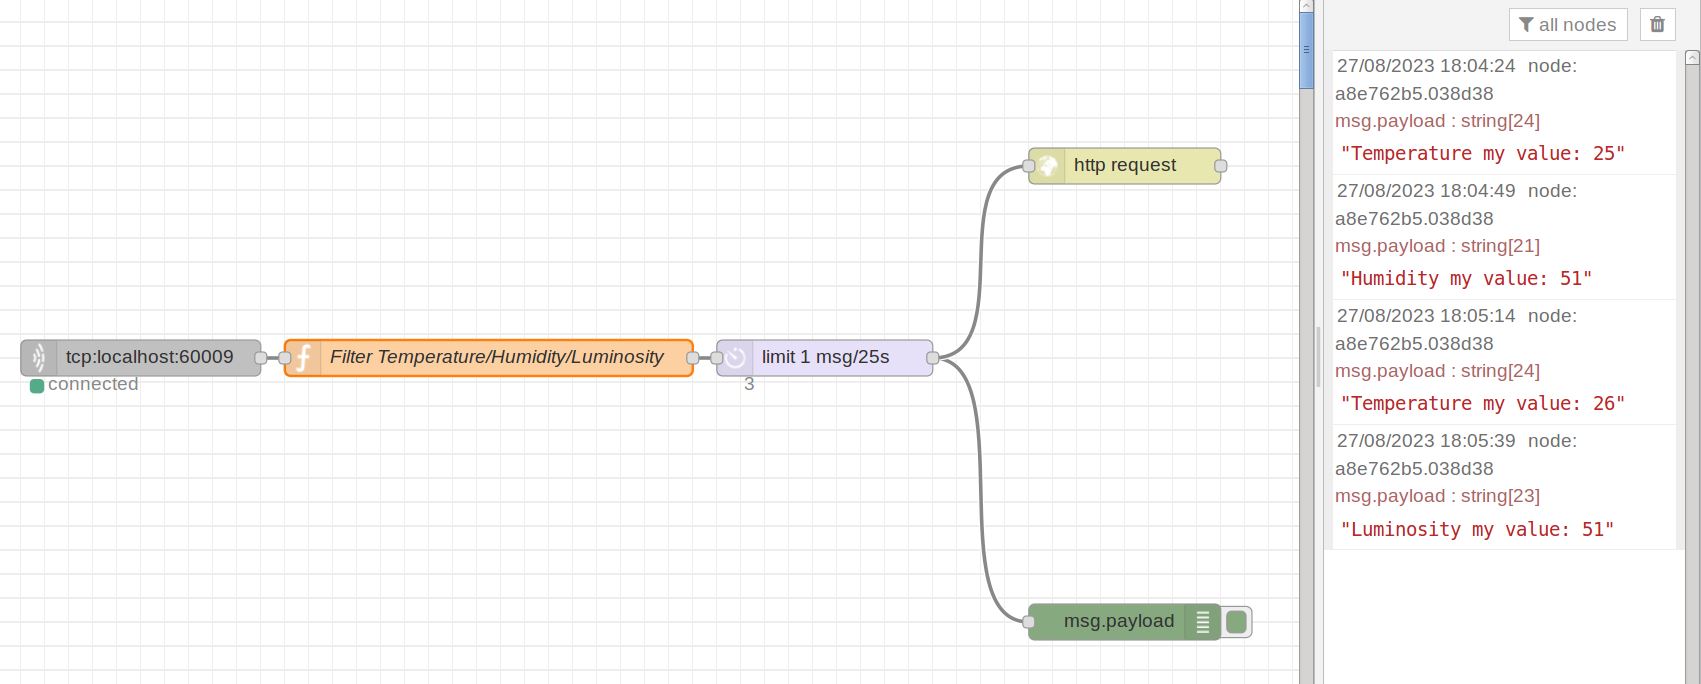 http request
tcp:localhost:60009
connected
Filter Temperature/Humidity/Luminosity
limit 1 msg/25s
3
msg.payload
all nodes
27/08/2023 18:04:24 node:
a8e762b5.038d38
msg.payload : string[24]
"Temperature my value: 25"
27/08/2023 18:04:49 node:
a8e762b5.038d38
msg.payload : string[21]
"Humidity my value: 51"
27/08/2023 18:05:14 node:
a8e762b5.038d38
msg.payload : string[24]
"Temperature my value: 26"
27/08/2023 18:05:39 node:
a8e762b5.038d38
msg.payload : string[23]
"Luminosity my value: 51"